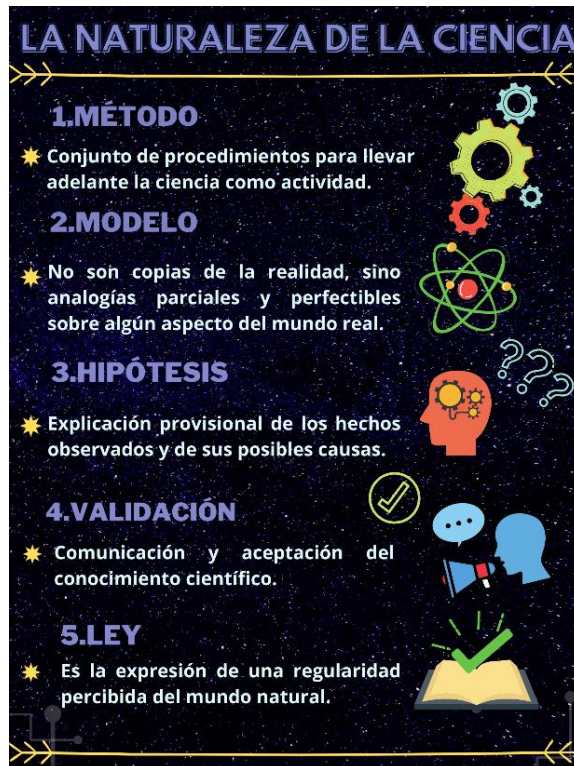 LA NATURALEZA DE LA CIENCIA
1.MÉTODO
Conjunto de procedimientos para llevar
adelante la ciencia como actividad.
2.MODELO
No son copias de la realidad, sino
analogías parciales y perfectibles
sobre algún aspecto del mundo real.
???
3.HIPÓTESIS
Explicación provisional de los hechos
observados y de sus posibles causas.
4.VALIDACIÓN
Comunicación y aceptación del
conocimiento científico.
5.LEY
Es la expresión de una regularidad
percibida del mundo natural.